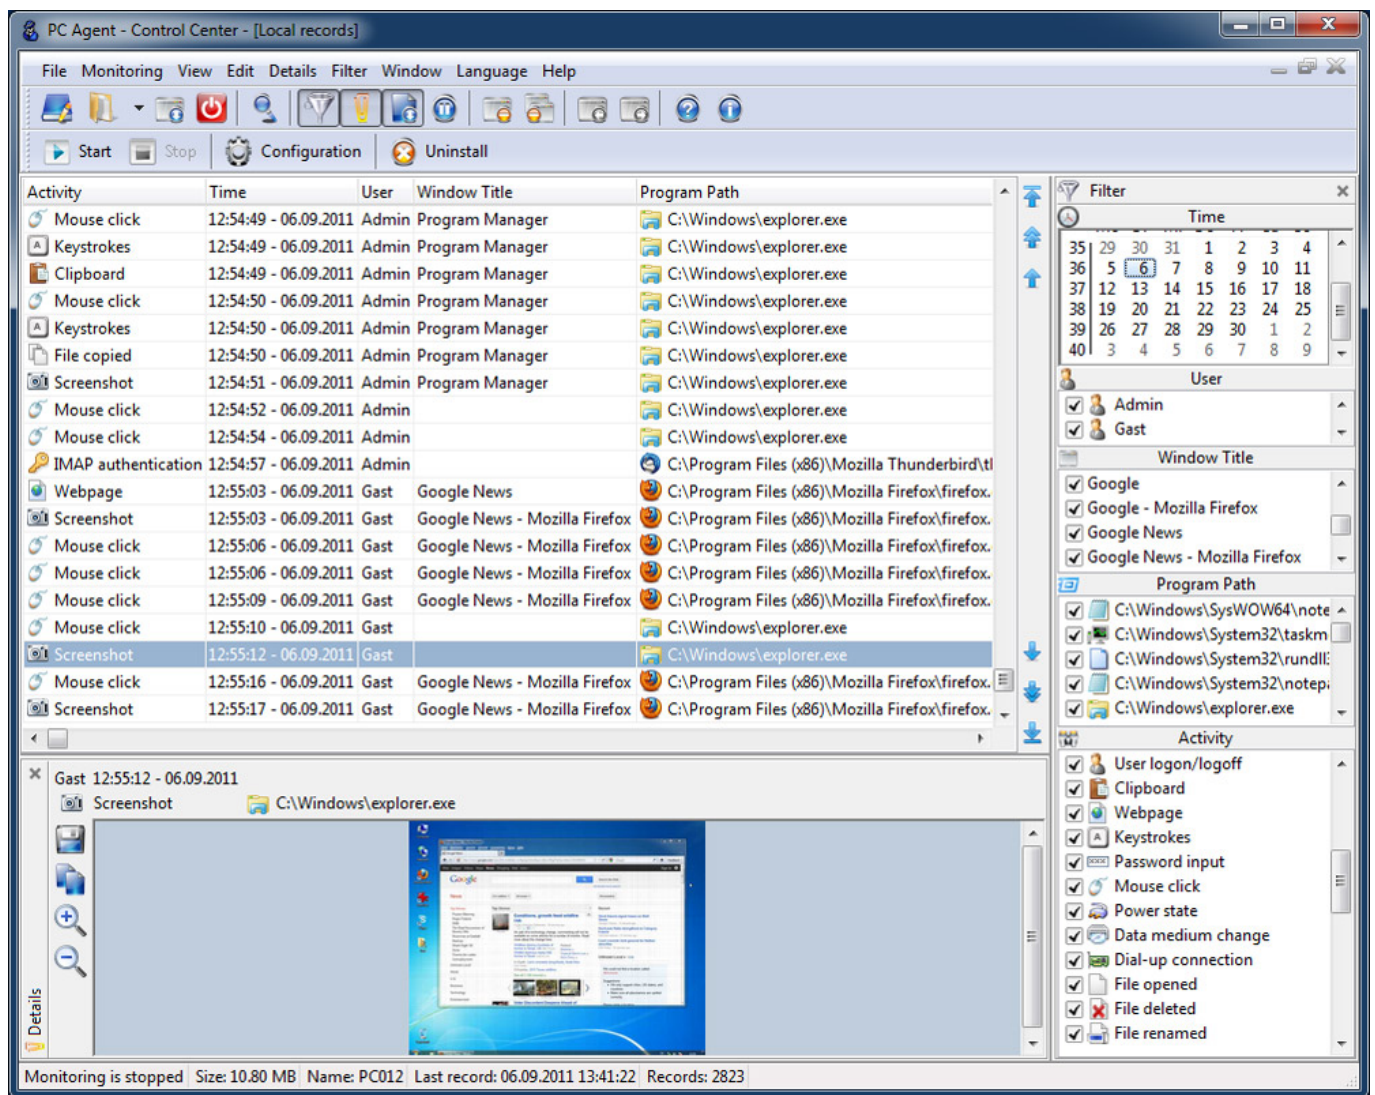 PC Agent - Control Center - [Local records]
File Monitoring View Edit Details Filter Window Language Help
Start Stop Configuration Uninstall
Activity Time User Window Title Program Path
Mouse click 12:54:49 - 06.09.2011 Admin Program Manager C:\Windows\explorer.exe
Keystrokes 12:54:49 - 06.09.2011 Admin Program Manager C:\Windows\explorer.exe
Clipboard 12:54:49 - 06.09.2011 Admin Program Manager C:\Windows\explorer.exe
Mouse click 12:54:50 - 06.09.2011 Admin Program Manager C:\Windows\explorer.exe
Keystrokes 12:54:50 - 06.09.2011 Admin Program Manager C:\Windows\explorer.exe
File copied 12:54:50 - 06.09.2011 Admin Program Manager C:\Windows\explorer.exe
Screenshot 12:54:51 - 06.09.2011 Admin Program Manager C:\Windows\explorer.exe
Mouse click 12:54:52 - 06.09.2011 Admin C:\Windows\explorer.exe
Mouse click 12:54:54 - 06.09.2011 Admin C:\Windows\explorer.exe
IMAP authentication 12:54:57 - 06.09.2011 Admin C:\Program Files (x86)\Mozilla Thunderbird\tl
Webpage 12:55:03 - 06.09.2011 Gast Google News C:\Program Files (x86)\Mozilla Firefox\firefox.
Screenshot 12:55:03 - 06.09.2011 Gast Google News - Mozilla Firefox C:\Program Files (x86)\Mozilla Firefox\firefox.
Mouse click 12:55:06 - 06.09.2011 Gast Google News - Mozilla Firefox C:\Program Files (x86)\Mozilla Firefox\firefox.
Mouse click 12:55:06 - 06.09.2011 Gast Google News - Mozilla Firefox C:\Program Files (x86)\Mozilla Firefox\firefox.
Mouse click 12:55:09 - 06.09.2011 Gast Google News - Mozilla Firefox C:\Program Files (x86)\Mozilla Firefox\firefox.
Mouse click 12:55:10 - 06.09.2011 Gast C:\Windows\explorer.exe
Screenshot 12:55:12 - 06.09.2011 Gast C:\Windows\explorer.exe
Mouse click 12:55:16 - 06.09.2011 Gast Google News - Mozilla Firefox C:\Program Files (x86)\Mozilla Firefox\firefox.
Screenshot 12:55:17 - 06.09.2011 Gast Google News - Mozilla Firefox C:\Program Files (x86)\Mozilla Firefox\firefox.
Filter
Time
35 29 30 31 1 2 3 4
36 5 6 7 8 9 10 11
37 12 13 14 15 16 17 18
38 19 20 21 22 23 24 25
39 26 27 28 29 30 1 2
40 3 4 5 6 7 8 9
User
Admin
Gast
Window Title
Google
Google - Mozilla Firefox
Google News
Google News - Mozilla Firefox
Program Path
C:\Windows\SysWOW64\note
C:\Windows\System32\taskm
C:\Windows\System32\rundll
C:\Windows\System32\notep
C:\Windows\explorer.exe
Activity
User logon/logoff
Clipboard
Webpage
Keystrokes
Password input
Mouse click
Power state
Data medium change
Dial-up connection
File opened
File deleted
File renamed
Gast 12:55:12 - 06.09.2011
Screenshot C:\Windows\explorer.exe
Google
Details
Monitoring is stopped Size: 10.80 MB Name: PC012 Last record: 06.09.2011 13:41:22 Records: 2823